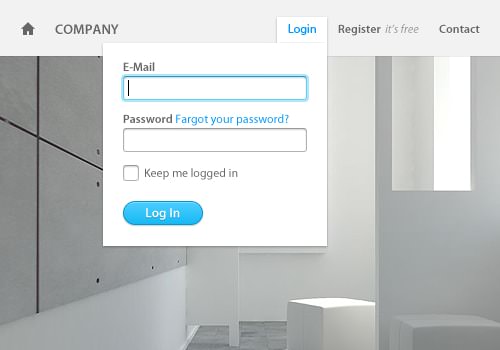 COMPANY Login Register it's free Contact
E-Mail
Password Fargot your password?
Keep me logged in
Log In